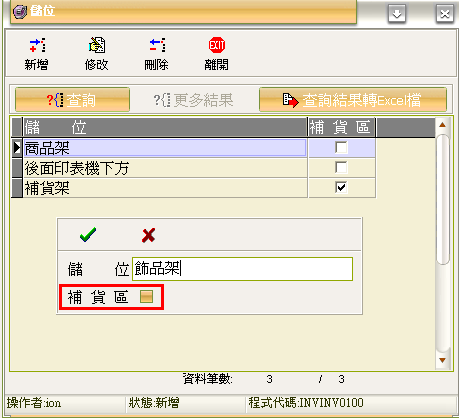 儲位
新增 修改 刪除 離開
?{} 查詢 ?{} 更多結果 查詢結果轉Excel檔
儲 位 補 貨 區
商品架
後面印表機下方
補貨架
儲 位 飾品架
補 貨 區
資料筆數: 3 / 3
操作者:ion 狀態:新增 程式代碼:INVINV0100